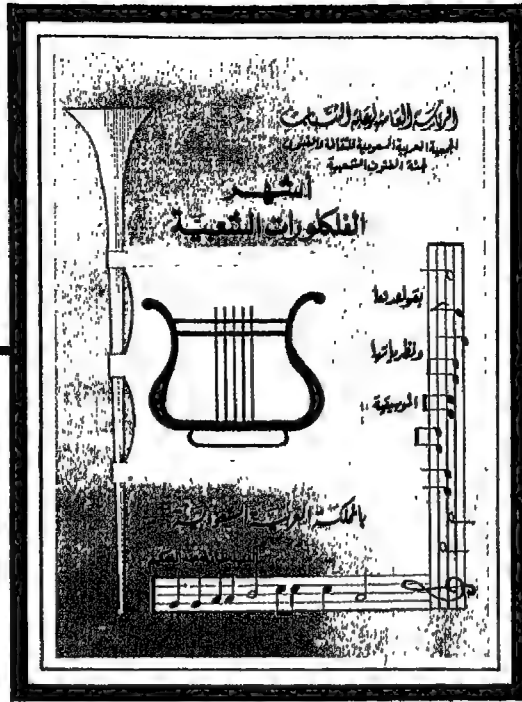 الرئاسة العامة لرعاية الشباب
الجمعية العربية السعودية للثقافة والفنون
لجنة الفنون الشعبية
أشهر
الفلكلورات الشعبية
بقواعدها
ونظرياتها
الموسيقية
بالمملكة العربية السعودية